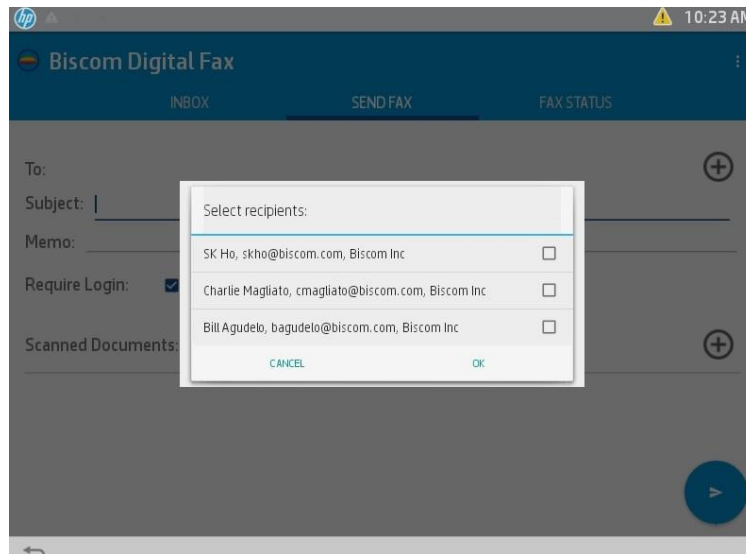 hp
10:23 AM
Biscom Digital Fax
INBOX SEND FAX FAX STATUS
To:
Subject:
Memo:
Require Login:
Scanned Documents:
Select recipients:
SK Ho, skho@biscom.com, Biscom Inc
Charlie Magliato, cmagliato@biscom.com, Biscom Inc
Bill Agudelo, bagudelo@biscom.com, Biscom Inc
CANCEL OK